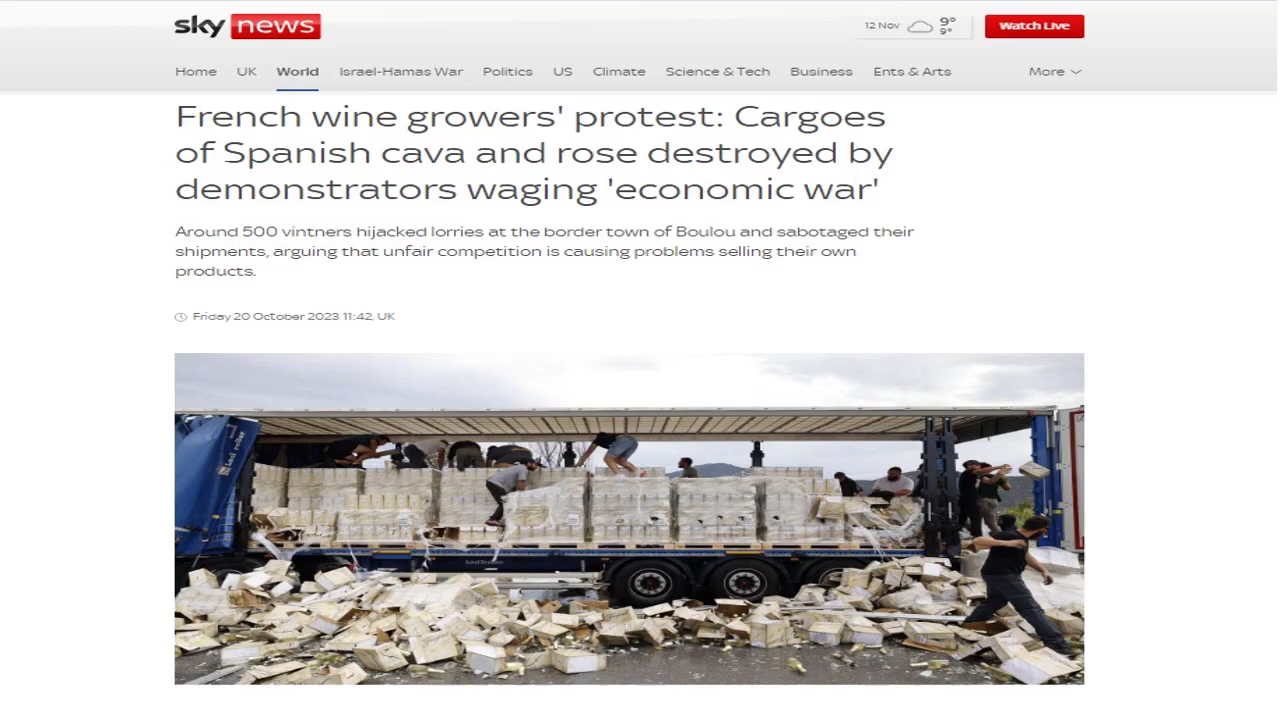 sky news
12 Nov 9°
9°
Watch Live
Home UK World Israel-Hamas War Politics US Climate Science & Tech Business Ents & Arts More
French wine growers' protest: Cargoes
of Spanish cava and rose destroyed by
demonstrators waging 'economic war'
Around 500 vintners hijacked lorries at the border town of Boulou and sabotaged their
shipments, arguing that unfair competition is causing problems selling their own
products.
Friday 20 October 2023 11:42, UK